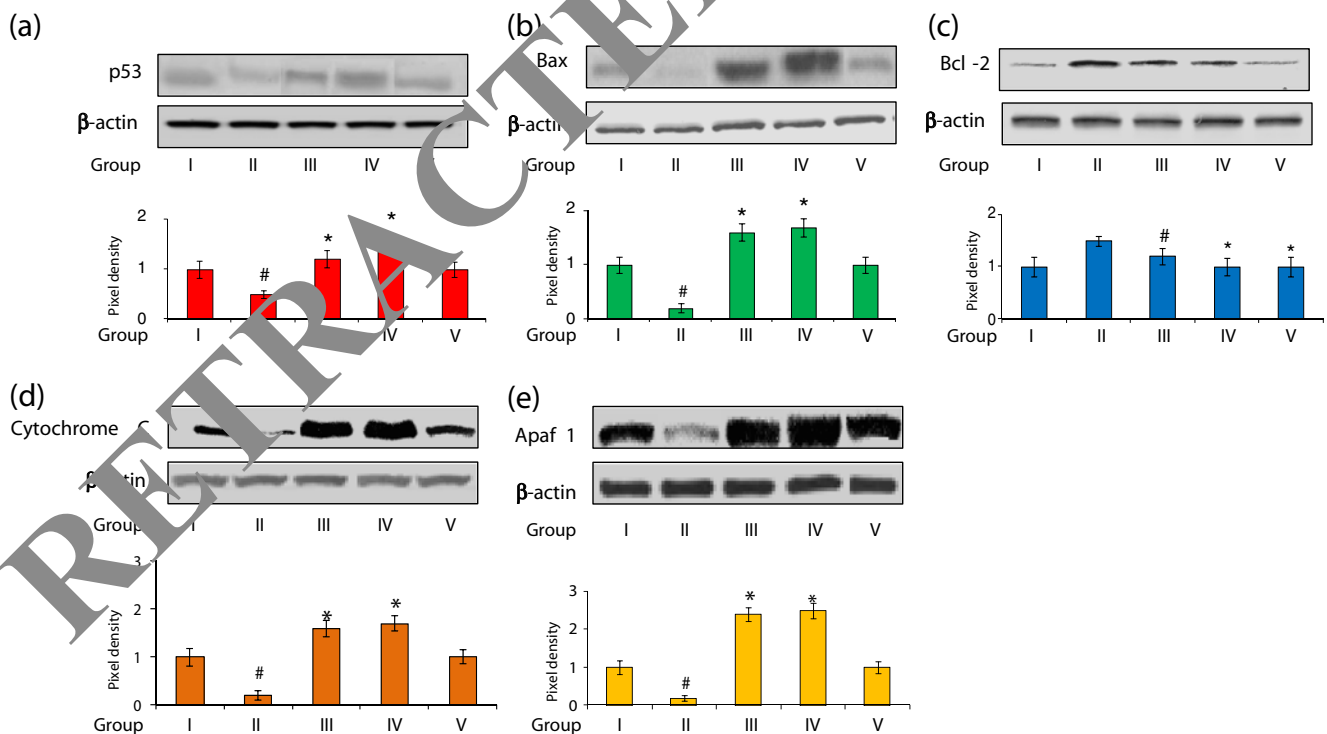 (a)
p53
β-actin
Group I II III IV
2
1
0
Pixel density
# * *
Group I II III IV V
(b)
Bax
β-actin
Group I II III IV V
2
1
0
Pixel density
# * *
Group I II III IV V
(c)
Bcl -2
β-actin
Group I II III IV V
2
1
0
Pixel density
# * *
Group I II III IV V
(d)
Cytochrome C
Group II III IV V
3
2
1
0
Pixel density
# * *
Group I II III IV V
(e)
Apaf 1
β-actin
Group I II III IV V
3
2
1
0
Pixel density
# * *
Group I II III IV V